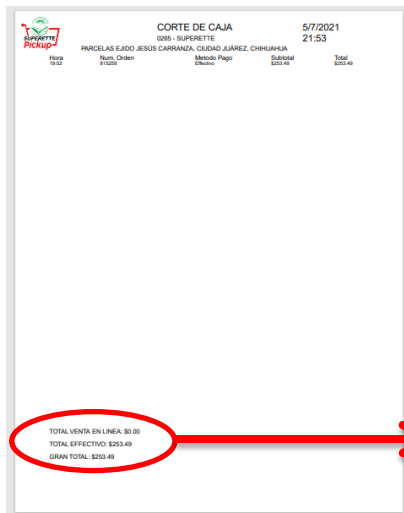 CORTE DE CAJA 5/7/2021
SUPERETTE 0265 - SUPERETTE 21:53
Pickup
PARCELAS EJIDO JESÚS CARRANZA, CIUDAD JUÁREZ, CHIHUAHUA
Hora Num. Orden Metodo Pago Subtotal Total
19:02 815259 Effectivo $253.49 $253.49
TOTAL VENTA EN LINEA: $0.00
TOTAL EFFECTIVO: $253.49
GRAN TOTAL: $253.49